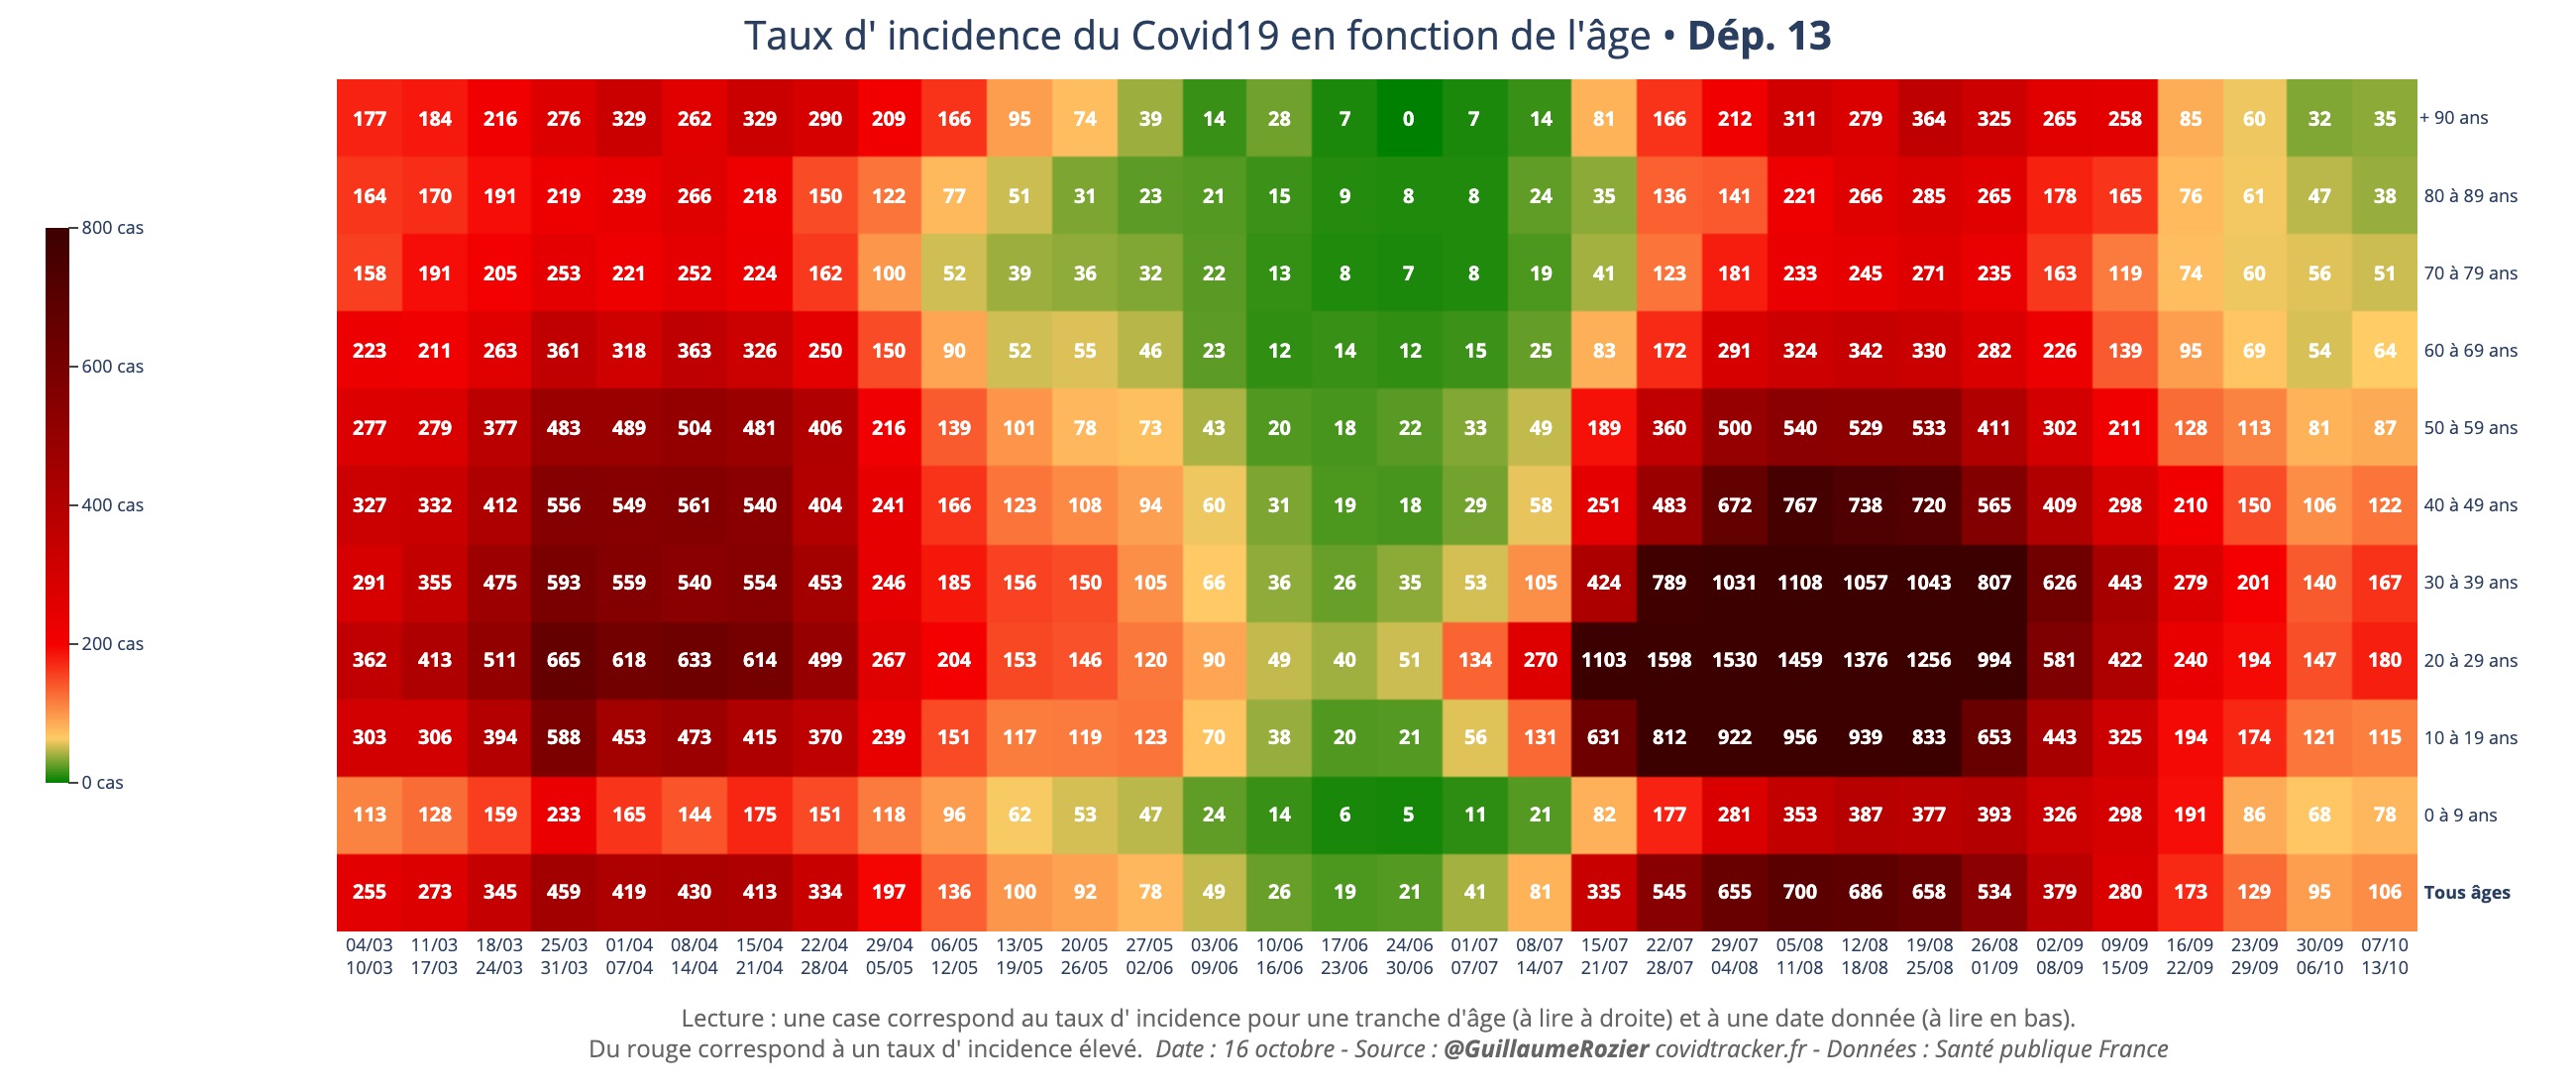 Taux d' incidence du Covid19 en fonction de l'âge • Dép. 13
800 cas
600 cas
400 cas
200 cas
0 cas
177 184 216 276 329 262 329 290 209 166 95 74 39 14 28 7 0 7 14 81 166 212 311 279 364 325 265 258 85 60 32 35 + 90 ans
164 170 191 219 239 266 218 150 122 77 51 31 23 21 15 9 8 8 24 35 136 141 221 266 285 265 178 165 76 61 47 38 80 à 89 ans
158 191 205 253 221 252 224 162 100 52 39 36 32 22 13 8 7 8 19 41 123 181 233 245 271 235 163 119 74 60 56 51 70 à 79 ans
223 211 263 361 318 363 326 250 150 90 52 55 46 23 12 14 12 15 25 83 172 291 324 342 330 282 226 139 95 69 54 64 60 à 69 ans
277 279 377 483 489 504 481 406 216 139 101 78 73 43 20 18 22 33 49 189 360 500 540 529 533 411 302 211 128 113 81 87 50 à 59 ans
327 332 412 556 549 561 540 404 241 166 123 108 94 60 31 19 18 29 58 251 483 672 767 738 720 565 409 298 210 150 106 122 40 à 49 ans
291 355 475 593 559 540 554 453 246 185 156 150 105 66 36 26 35 53 105 424 789 1031 1108 1057 1043 807 626 443 279 201 140 167 30 à 39 ans
362 413 511 665 618 633 614 499 267 204 153 146 120 90 49 40 51 134 270 1103 1598 1530 1459 1376 1256 994 581 422 240 194 147 180 20 à 29 ans
303 306 394 588 453 473 415 370 239 151 117 119 123 70 38 20 21 56 131 631 812 922 956 939 833 653 443 325 194 174 121 115 10 à 19 ans
113 128 159 233 165 144 175 151 118 96 62 53 47 24 14 6 5 11 21 82 177 281 353 387 377 393 326 298 191 86 68 78 0 à 9 ans
255 273 345 459 419 430 413 334 197 136 100 92 78 49 26 19 21 41 81 335 545 655 700 686 658 534 379 280 173 129 95 106 Tous âges
04/03 11/03 18/03 25/03 01/04 08/04 15/04 22/04 29/04 06/05 13/05 20/05 27/05 03/06 10/06 17/06 24/06 01/07 08/07 15/07 22/07 29/07 05/08 12/08 19/08 26/08 02/09 09/09 16/09 23/09 30/09 07/10
10/03 17/03 24/03 31/03 07/04 14/04 21/04 28/04 05/05 12/05 19/05 26/05 02/06 09/06 16/06 23/06 30/06 07/07 14/07 21/07 28/07 04/08 11/08 18/08 25/08 01/09 08/09 15/09 22/09 29/09 06/10 13/10
Lecture : une case correspond au taux d' incidence pour une tranche d'âge (à lire à droite) et à une date donnée (à lire en bas).
Du rouge correspond à un taux d' incidence élevé. Date : 16 octobre - Source : @GuillaumeRozier covidtracker.fr - Données : Santé publique France